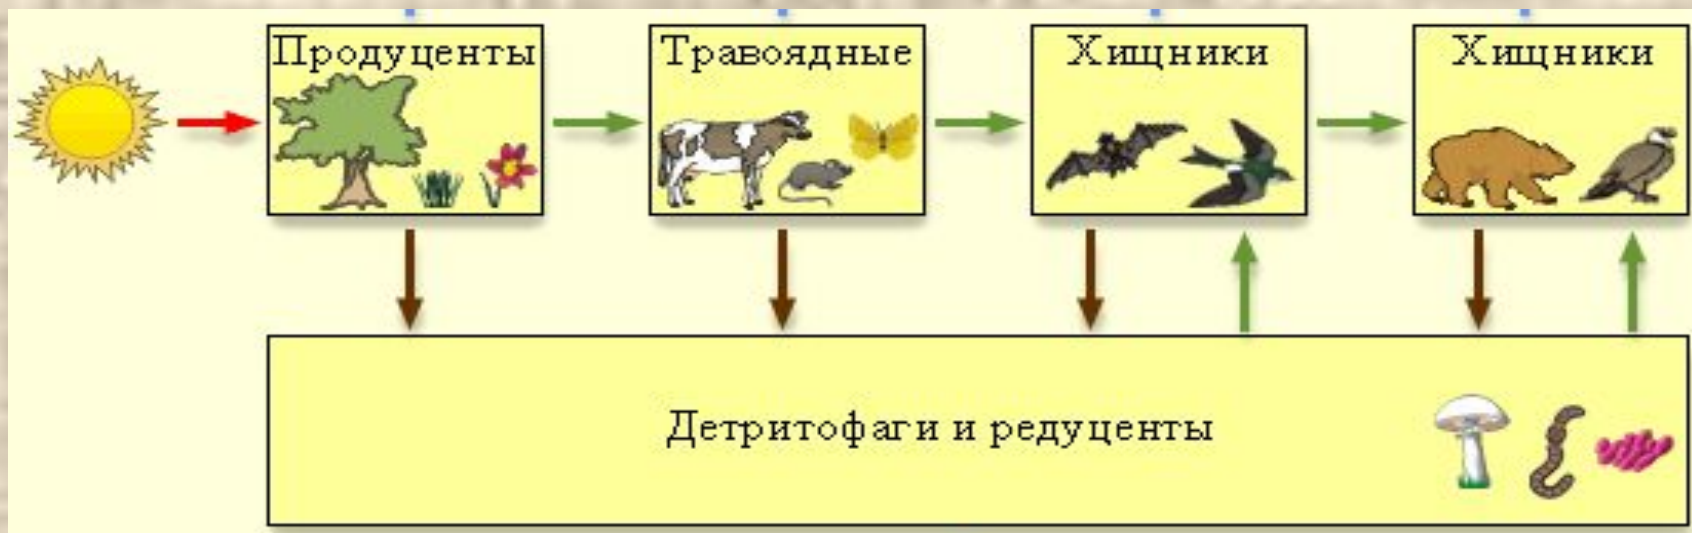 Продуценты
Травоядные
Хищники
Хищники
Детритофаги и редуценты